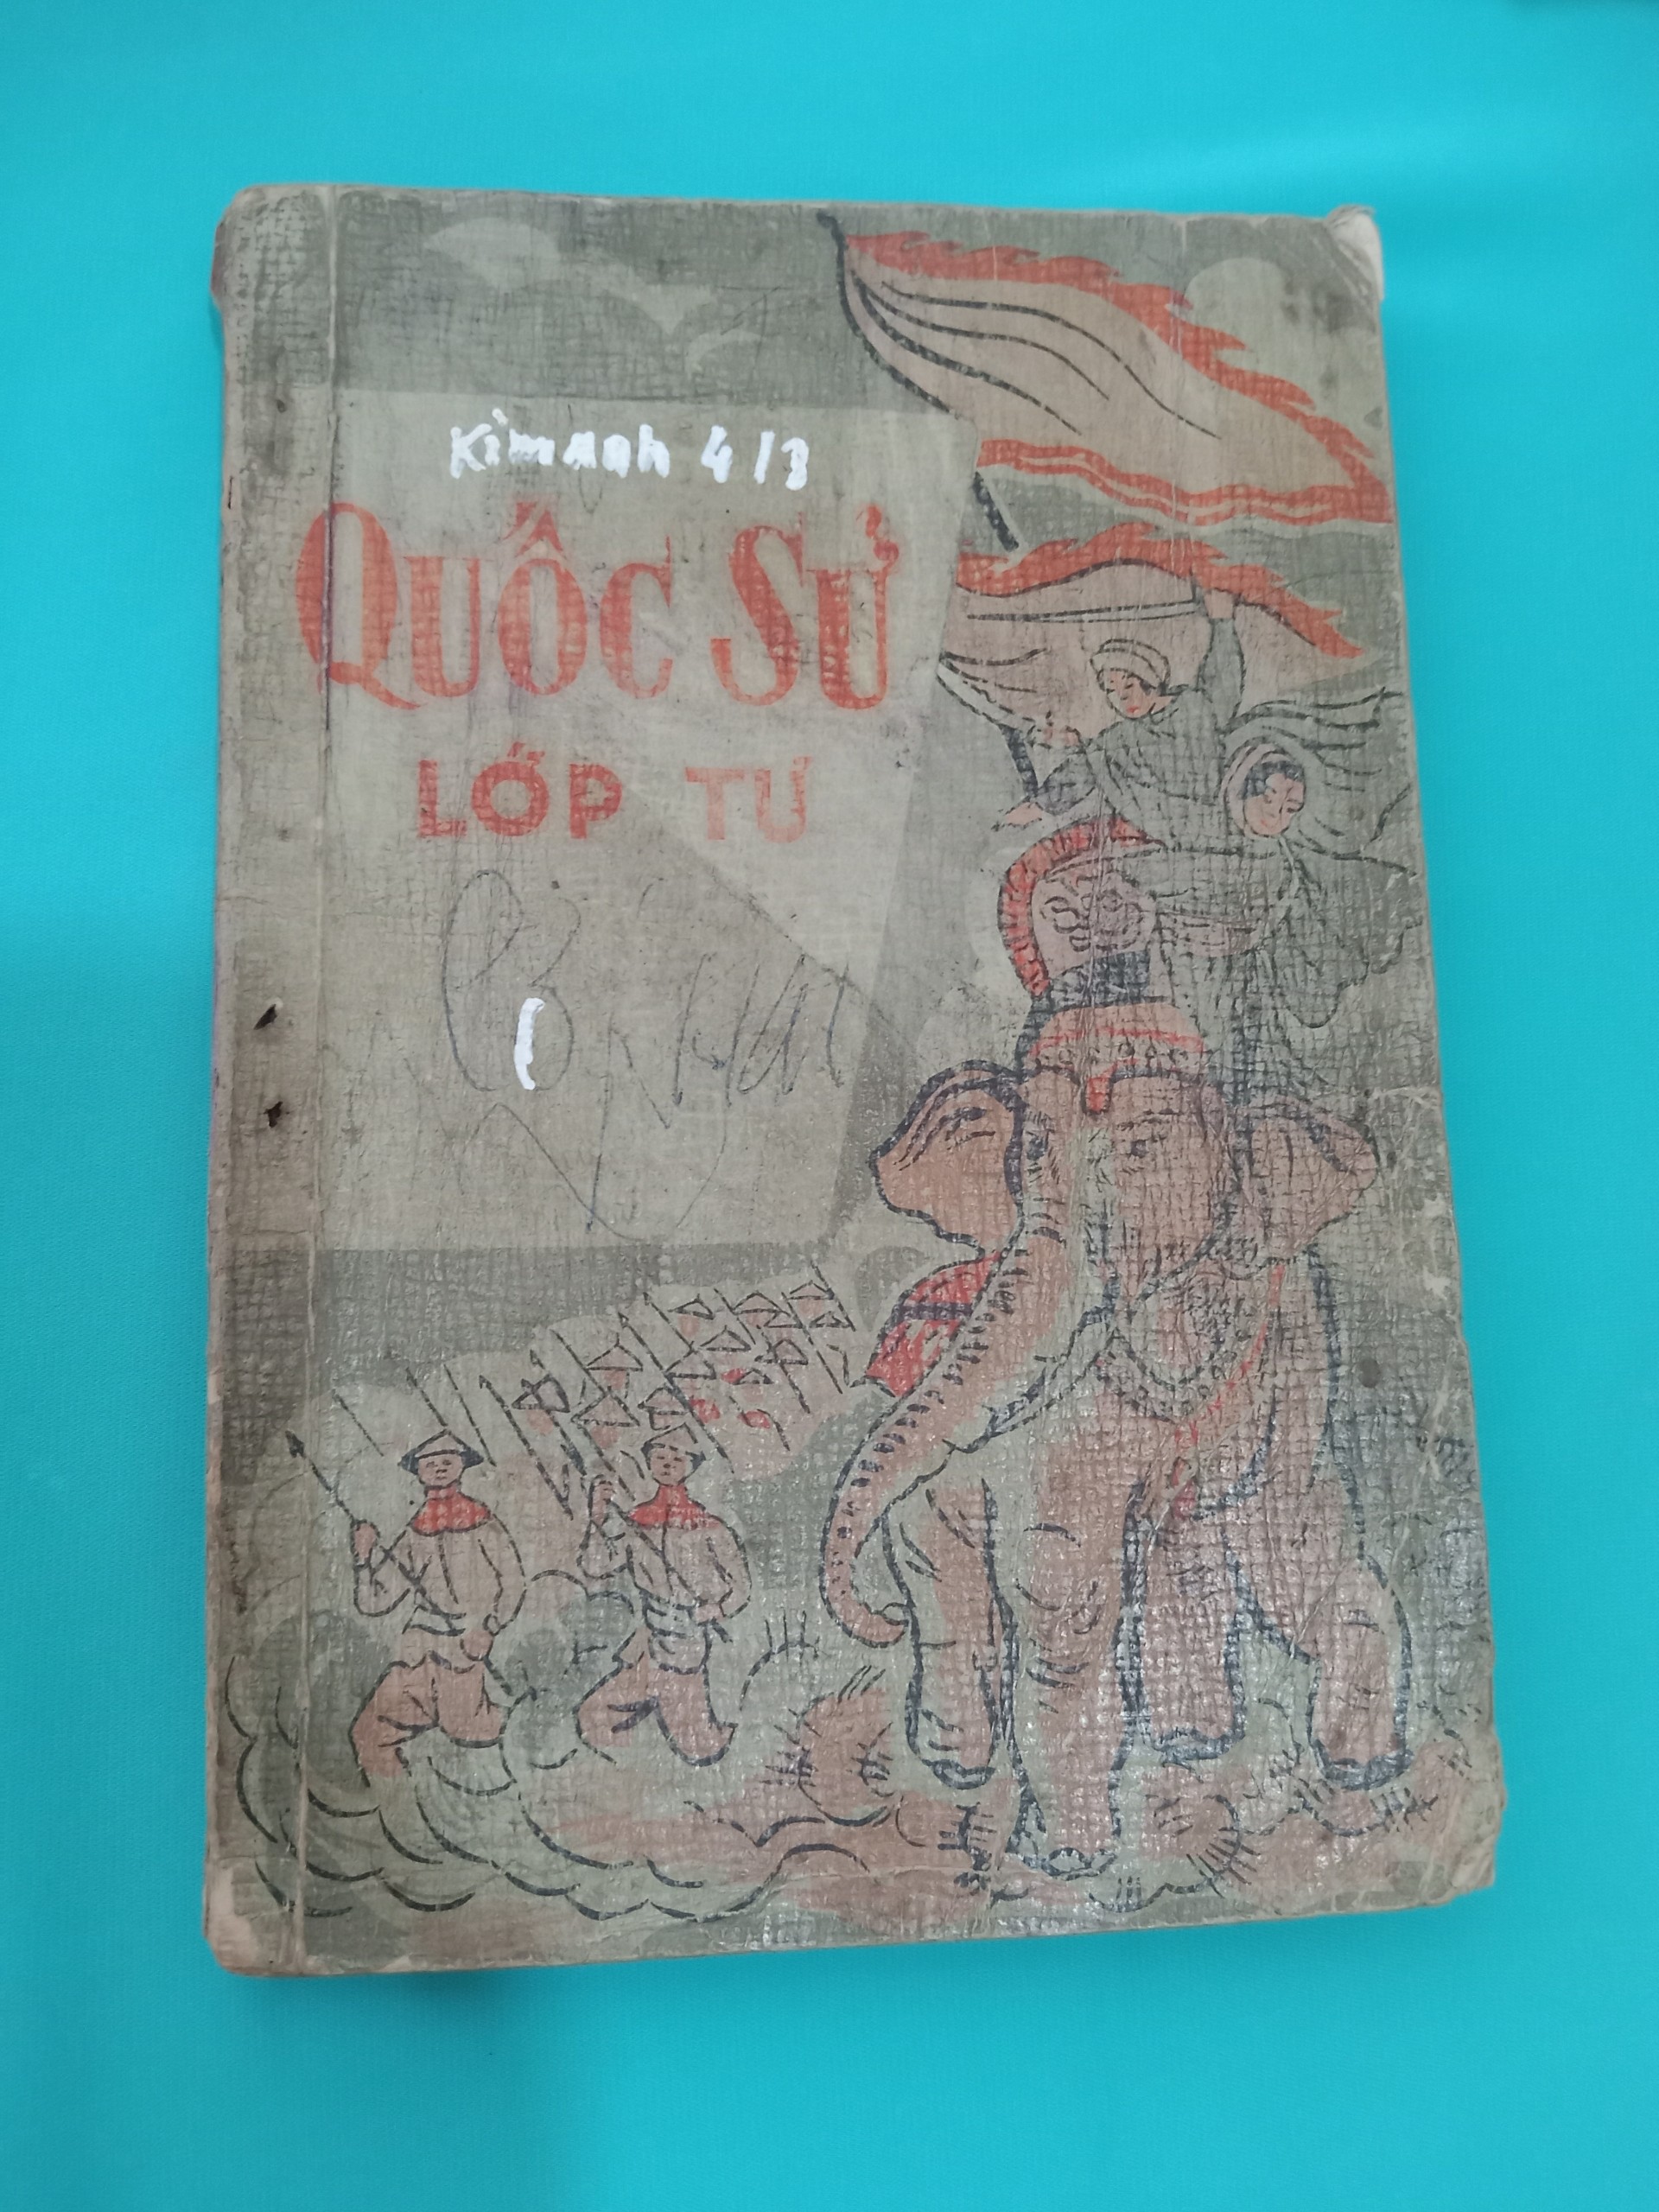 Kim anh 4/3
QUỐC SỬ
LỚP TƯ